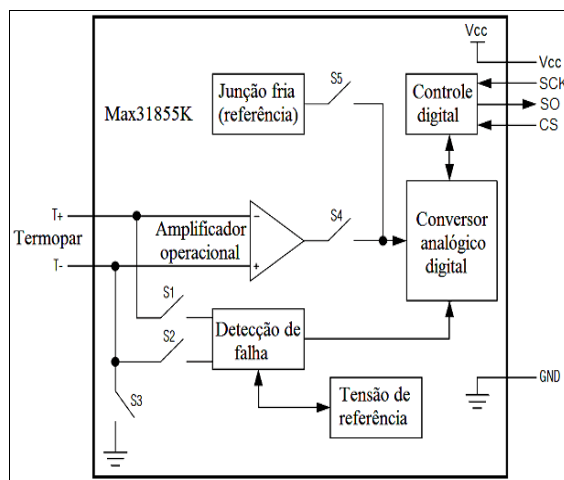 Vcc
Vcc
SCK
SO
CS
Max31855K
Junção fria
(referência)
S5
Controle
digital
T+
Termopar
T-
Amplificador
operacional
−
+
S4
Conversor
analógico
digital
S1
S2
S3
Detecção de
falha
Tensão de
referência
GND